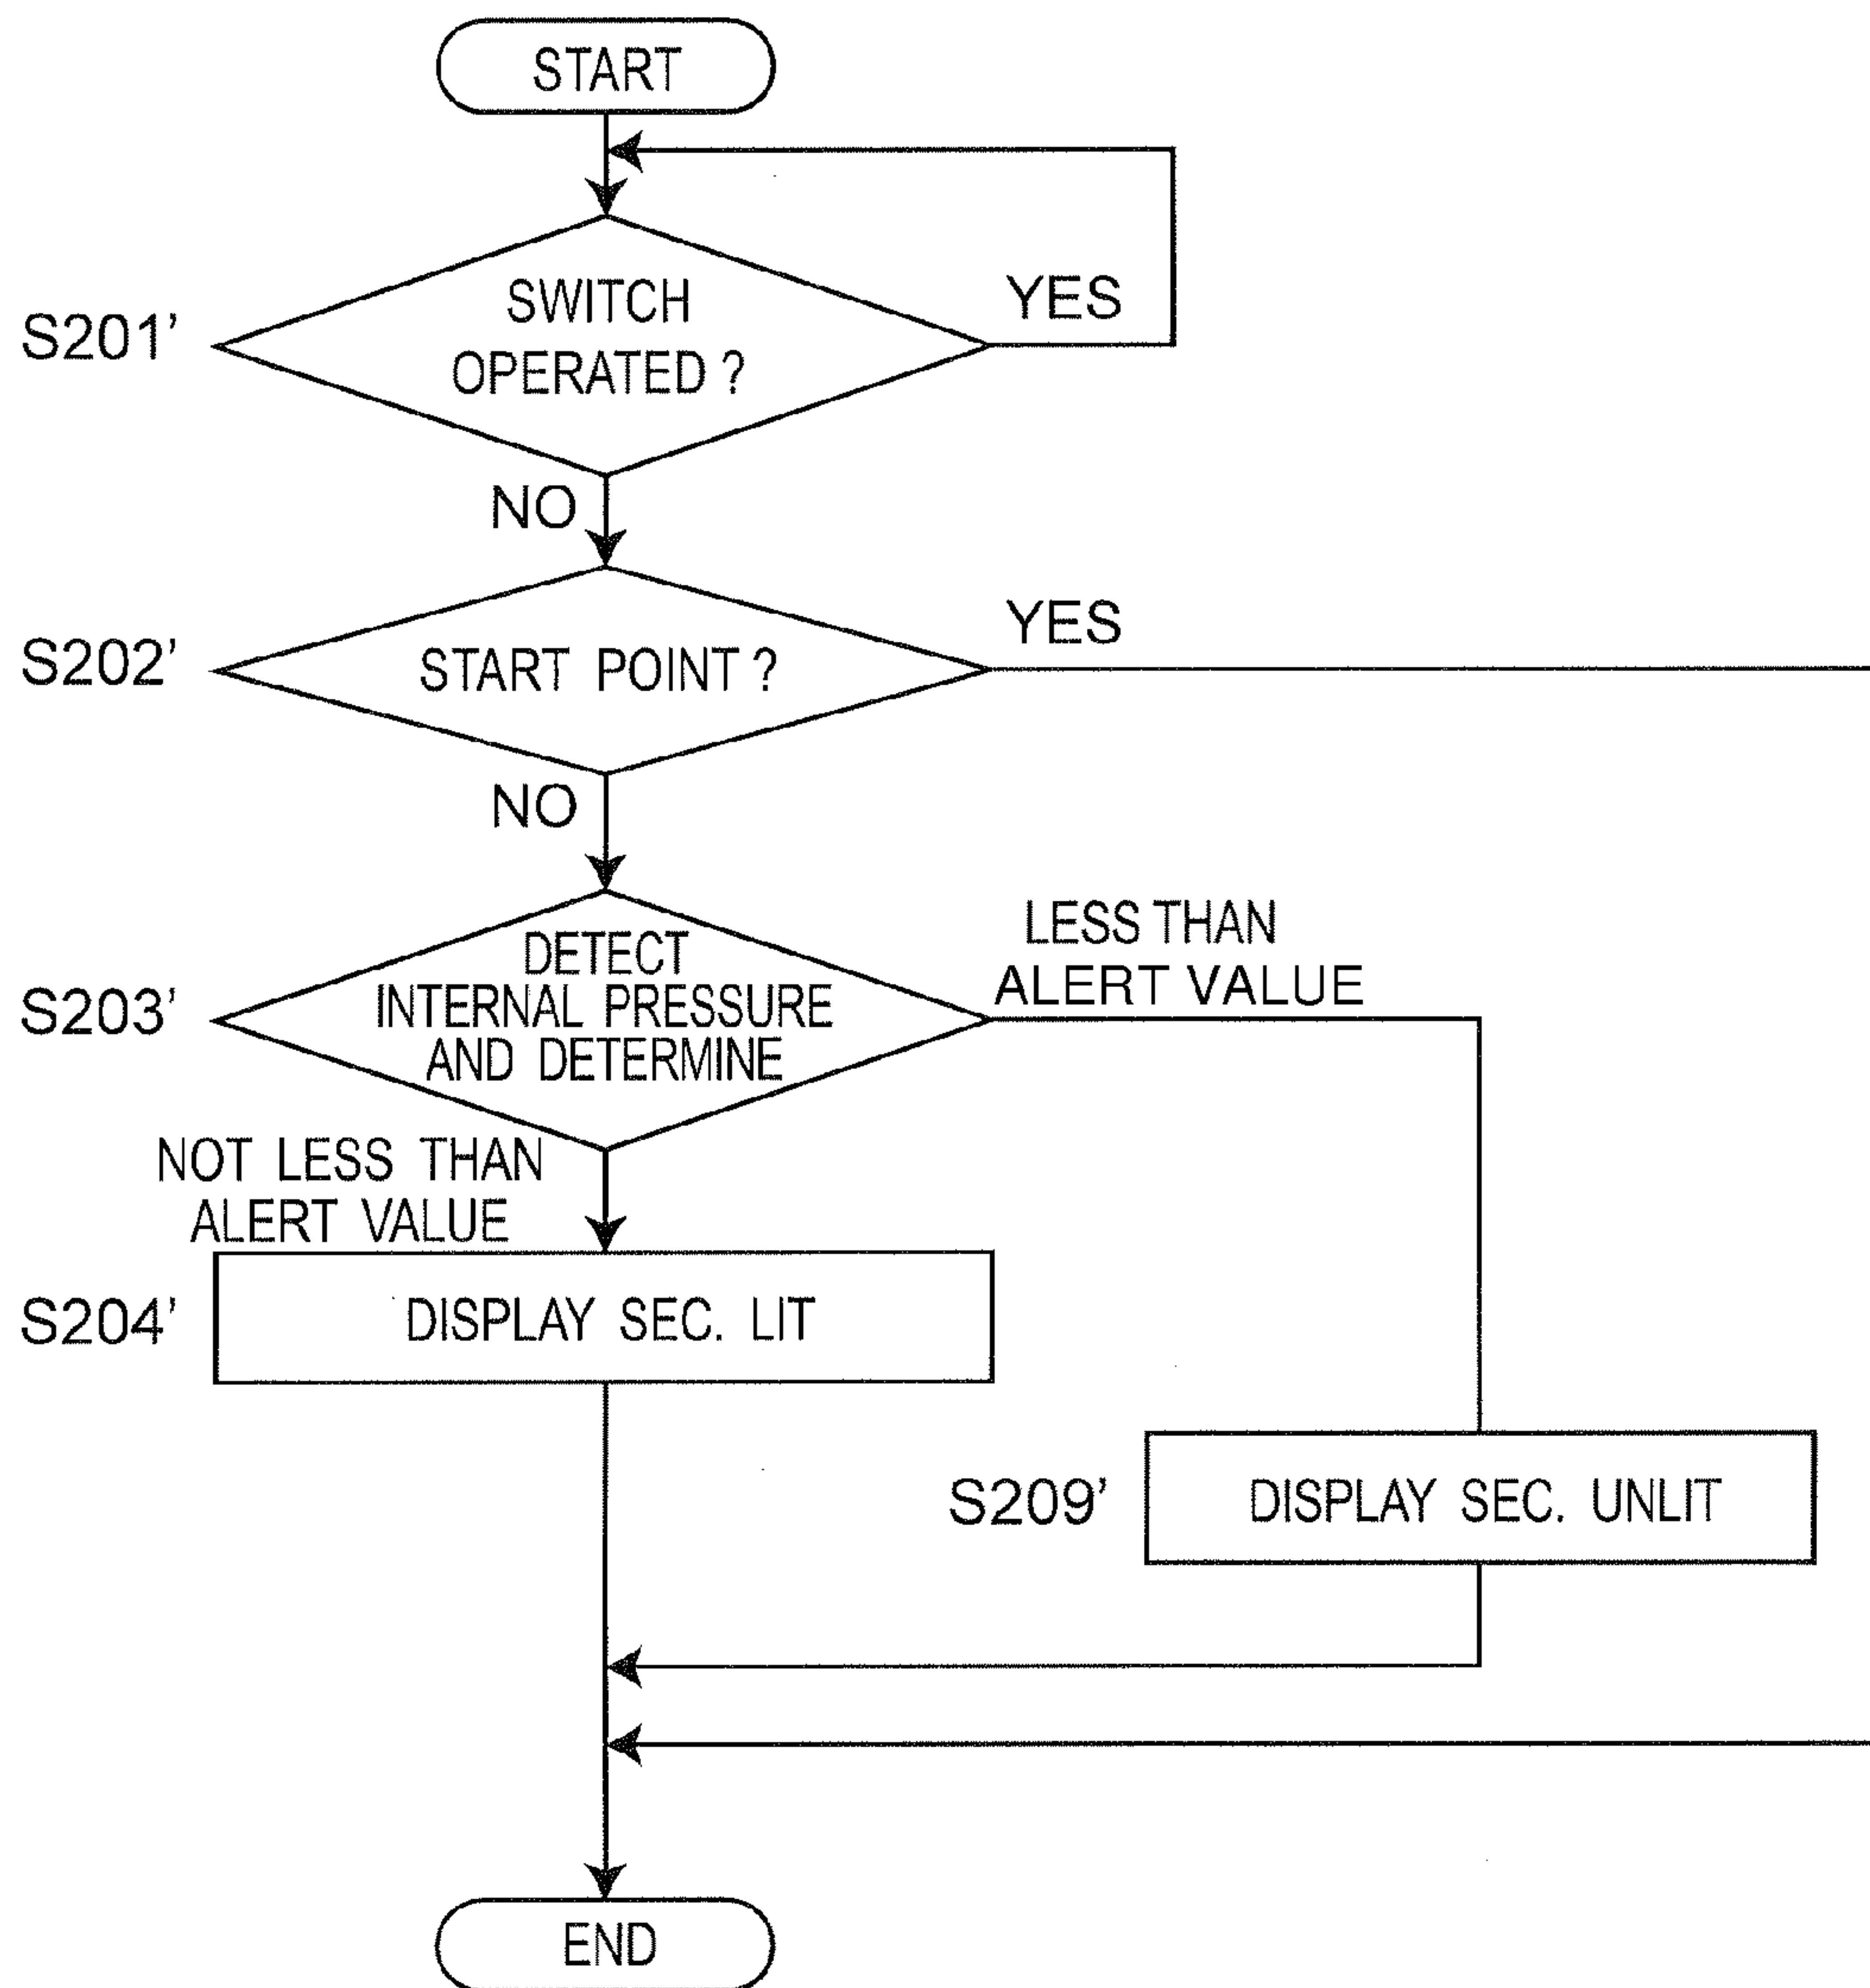 START
S201'
SWITCH
OPERATED ?
YES
NO
S202'
START POINT ?
YES
NO
S203'
DETECT
INTERNAL PRESSURE
AND DETERMINE
LESS THAN
ALERT VALUE
NOT LESS THAN
ALERT VALUE
S204'
DISPLAY SEC. LIT
S209'
DISPLAY SEC. UNLIT
END